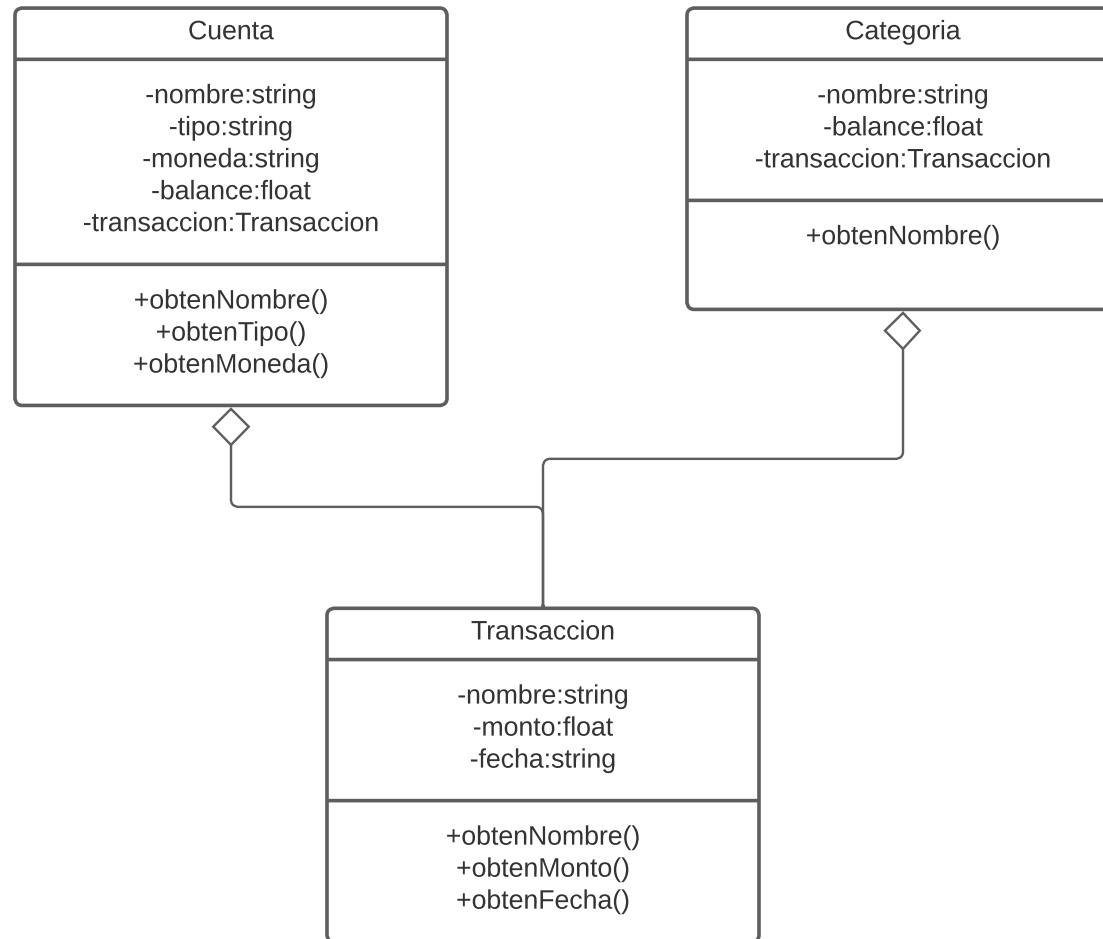 Cuenta
-nombre:string
-tipo:string
-moneda:string
-balance:float
-transaccion:Transaccion
+obtenNombre()
+obtenTipo()
+obtenMoneda()
Categoria
-nombre:string
-balance:float
-transaccion:Transaccion
+obtenNombre()
Transaccion
-nombre:string
-monto:float
-fecha:string
+obtenNombre()
+obtenMonto()
+obtenFecha()